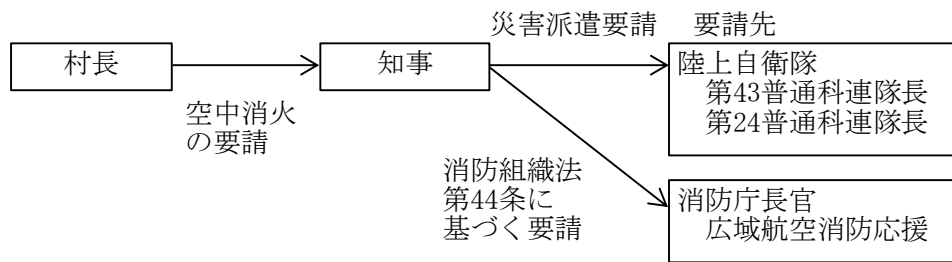 災害派遣要請　要請先
村長
知事
陸上自衛隊
第43普通科連隊長
第24普通科連隊長
空中消火
の要請
消防組織法
第44条に
基づく要請
消防庁長官
広域航空消防応援